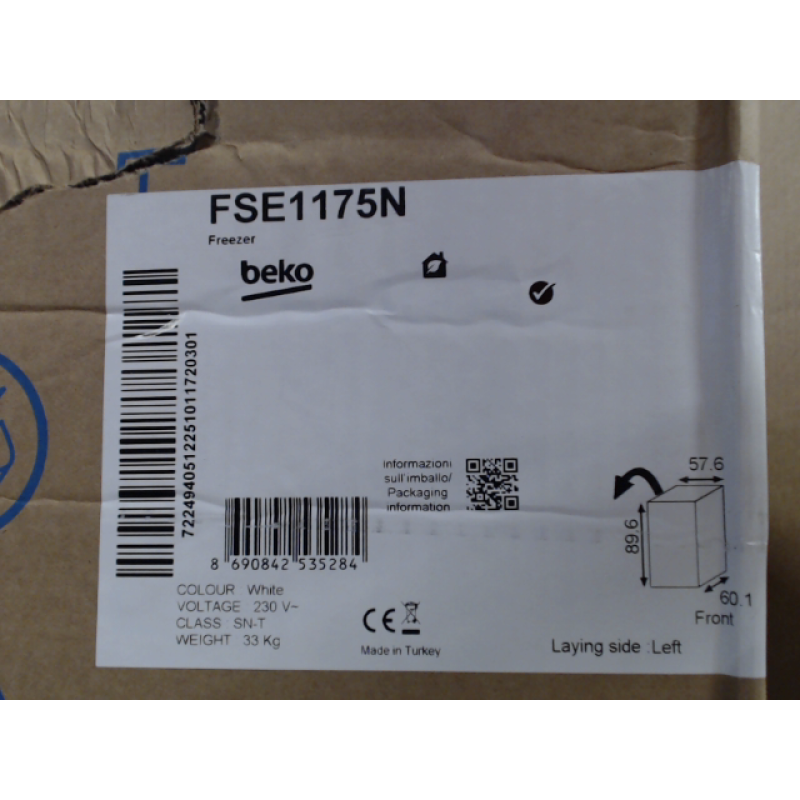 FSE1175N
Freezer
beko
7224940512251011720301
Informazioni
sull'imballo/
Packaging
information
8 690842 535284
COLOUR : White
VOLTAGE : 230 V~
CLASS : SN-T
WEIGHT : 33 Kg
CE
Made in Turkey
57.6
89.6
60.1
Front
Laying side :Left